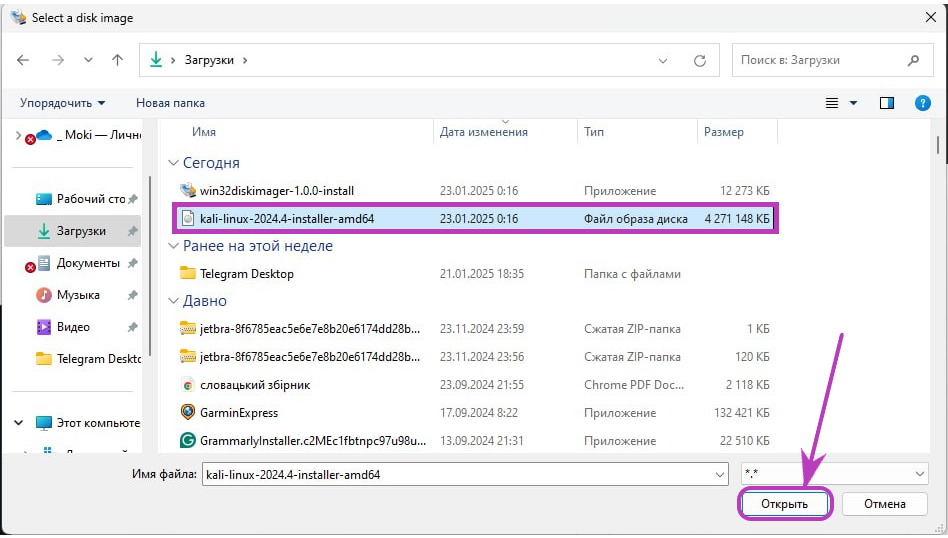 Select a disk image
Загрузки
Поиск в: Загрузки
Упорядочить
Новая папка
Имя
Дата изменения
Тип
Размер
_ Moki — Личн
Рабочий сто
Загрузки
Документы
Музыка
Видео
Telegram Deskto
Этот компьюте
Сегодня
win32diskimager-1.0.0-install 23.01.2025 0:16 Приложение 12 273 КБ
kali-linux-2024.4-installer-amd64 23.01.2025 0:16 Файл образа диска 4 271 148 КБ
Ранее на этой неделе
Telegram Desktop 21.01.2025 18:35 Папка с файлами
Давно
jetbra-8f6785eac5e6e7e8b20e6174dd28b... 23.11.2024 23:59 Сжатая ZIP-папка 1 КБ
jetbra-8f6785eac5e6e7e8b20e6174dd28b... 23.11.2024 23:56 Сжатая ZIP-папка 120 КБ
словацький збірник 23.09.2024 21:55 Chrome PDF Doc... 2 118 КБ
GarminExpress 17.09.2024 8:22 Приложение 132 421 КБ
GrammarlyInstaller.c2MEc1fbtnpc97u98u... 13.09.2024 21:31 Приложение 22 510 КБ
Имя файла: kali-linux-2024.4-installer-amd64
*.*
Открыть
Отмена